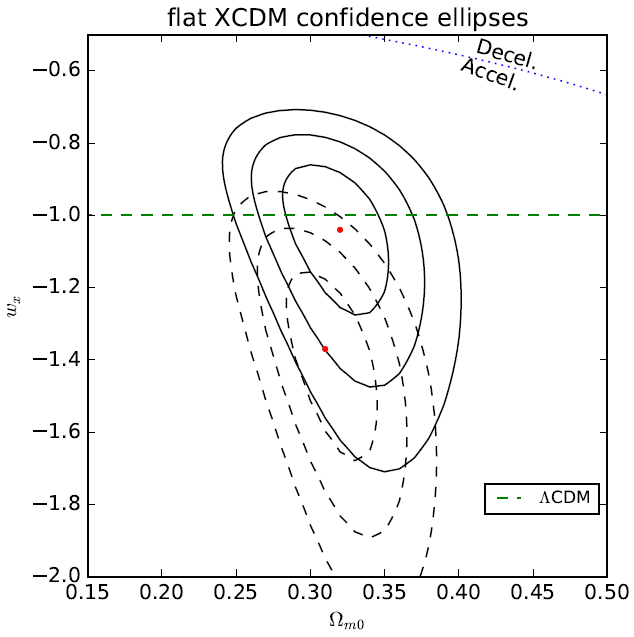 flat XCDM confidence ellipses
Decel.
Accel.
−0.6
−0.8
−1.0
−1.2
−1.4
−1.6
−1.8
−2.0
w_x
ΛCDM
0.15 0.20 0.25 0.30 0.35 0.40 0.45 0.50
Ω_{m0}